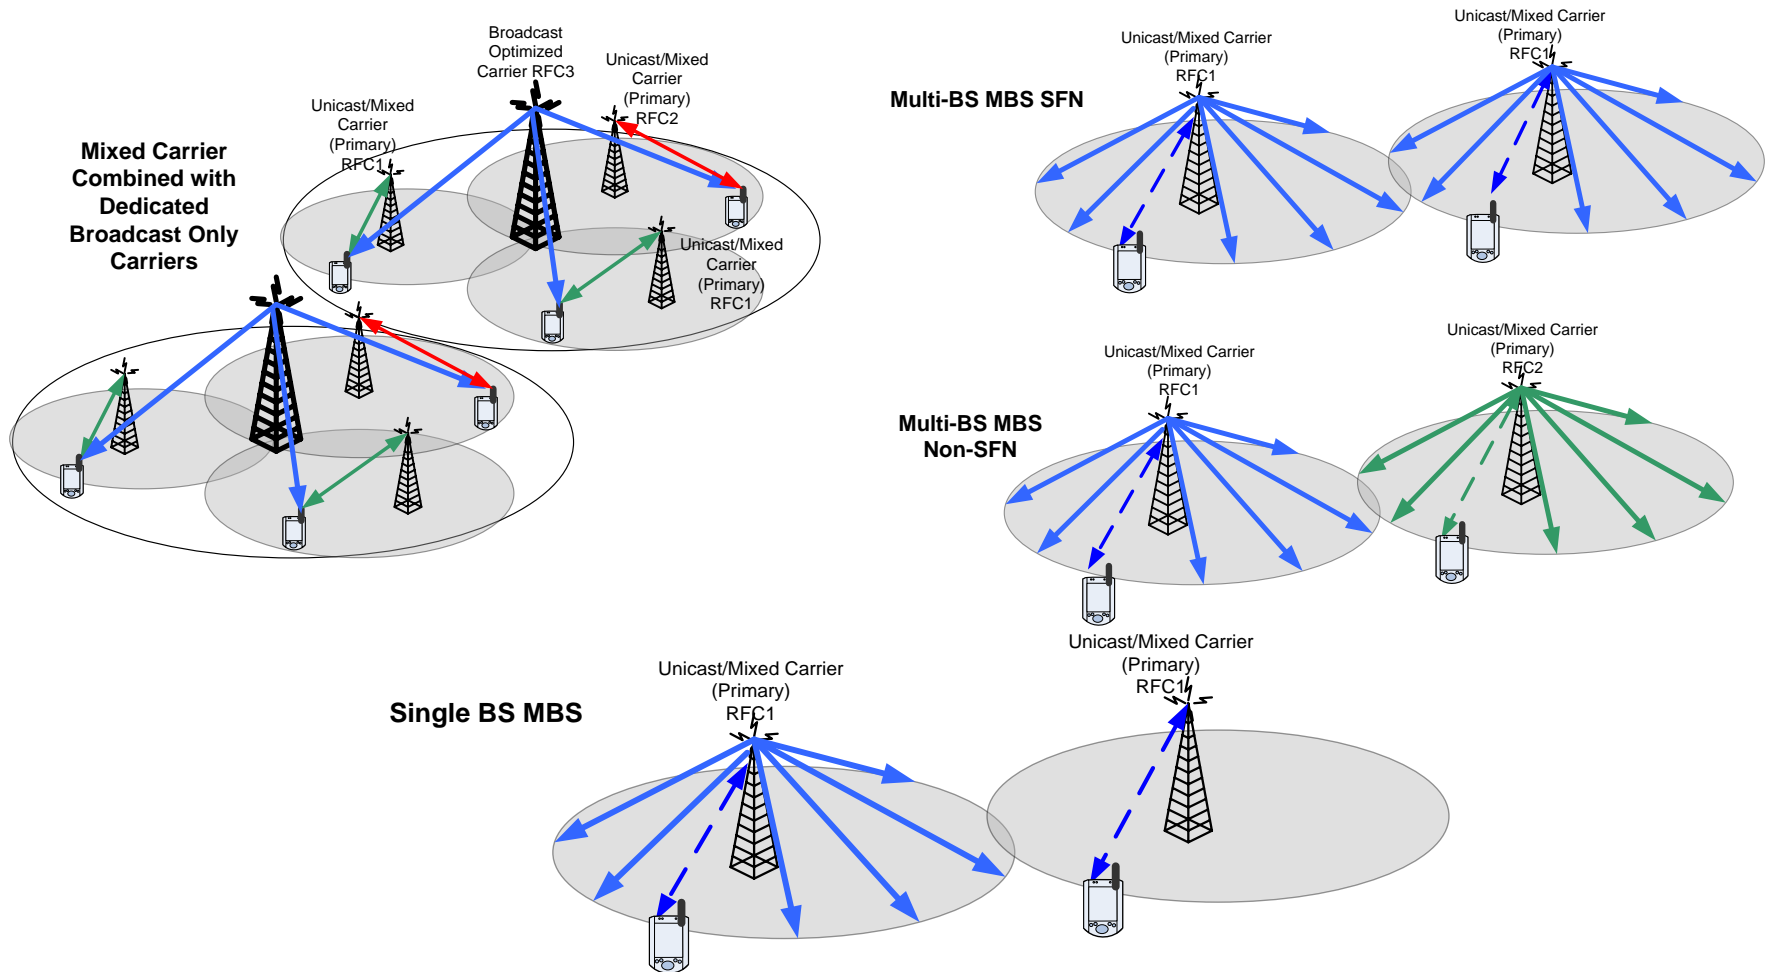 Mixed Carrier
Combined with
Dedicated
Broadcast Only
Carriers
Broadcast
Optimized
Carrier RFC3
Unicast/Mixed
Carrier
(Primary)
RFC1
Unicast/Mixed
Carrier
(Primary)
RFC2
Unicast/Mixed
Carrier
(Primary)
RFC1
Multi-BS MBS SFN
Unicast/Mixed Carrier
(Primary)
RFC1
Unicast/Mixed Carrier
(Primary)
RFC1
Multi-BS MBS
Non-SFN
Unicast/Mixed Carrier
(Primary)
RFC1
Unicast/Mixed Carrier
(Primary)
RFC2
Single BS MBS
Unicast/Mixed Carrier
(Primary)
RFC1
Unicast/Mixed Carrier
(Primary)
RFC1